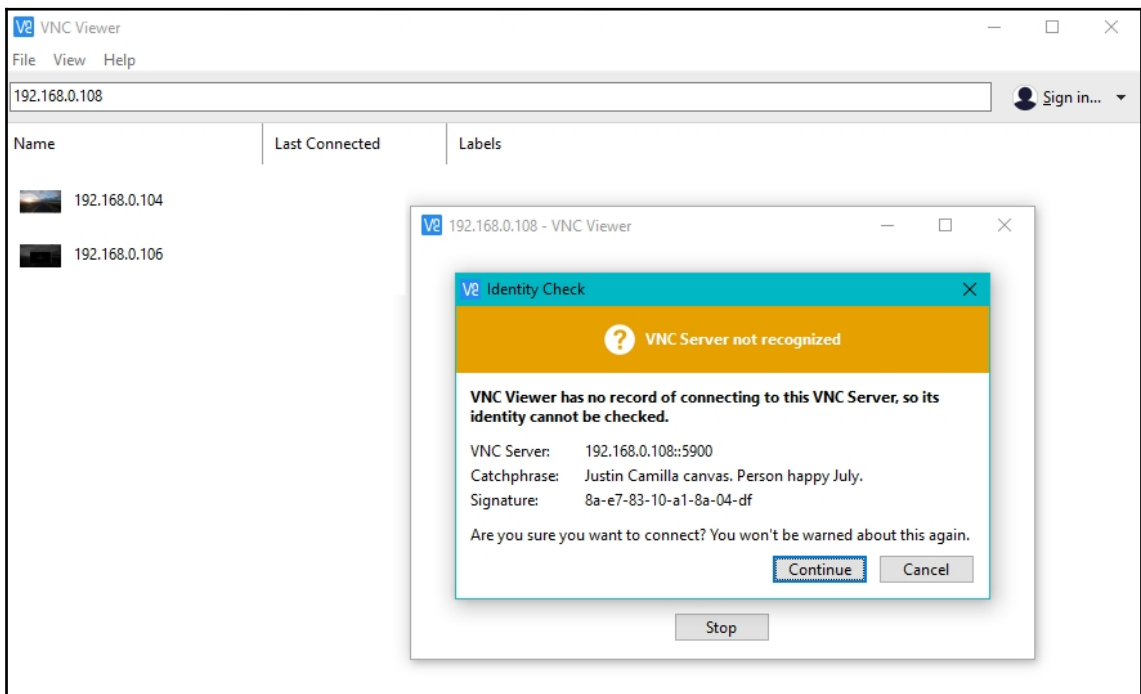 VNC Viewer
File View Help
192.168.0.108
Sign in...
Name Last Connected Labels
192.168.0.104
192.168.0.106
192.168.0.108 - VNC Viewer
Identity Check
VNC Server not recognized
VNC Viewer has no record of connecting to this VNC Server, so its
identity cannot be checked.
VNC Server: 192.168.0.108::5900
Catchphrase: Justin Camilla canvas. Person happy July.
Signature: 8a-e7-83-10-a1-8a-04-df
Are you sure you want to connect? You won't be warned about this again.
Continue Cancel
Stop